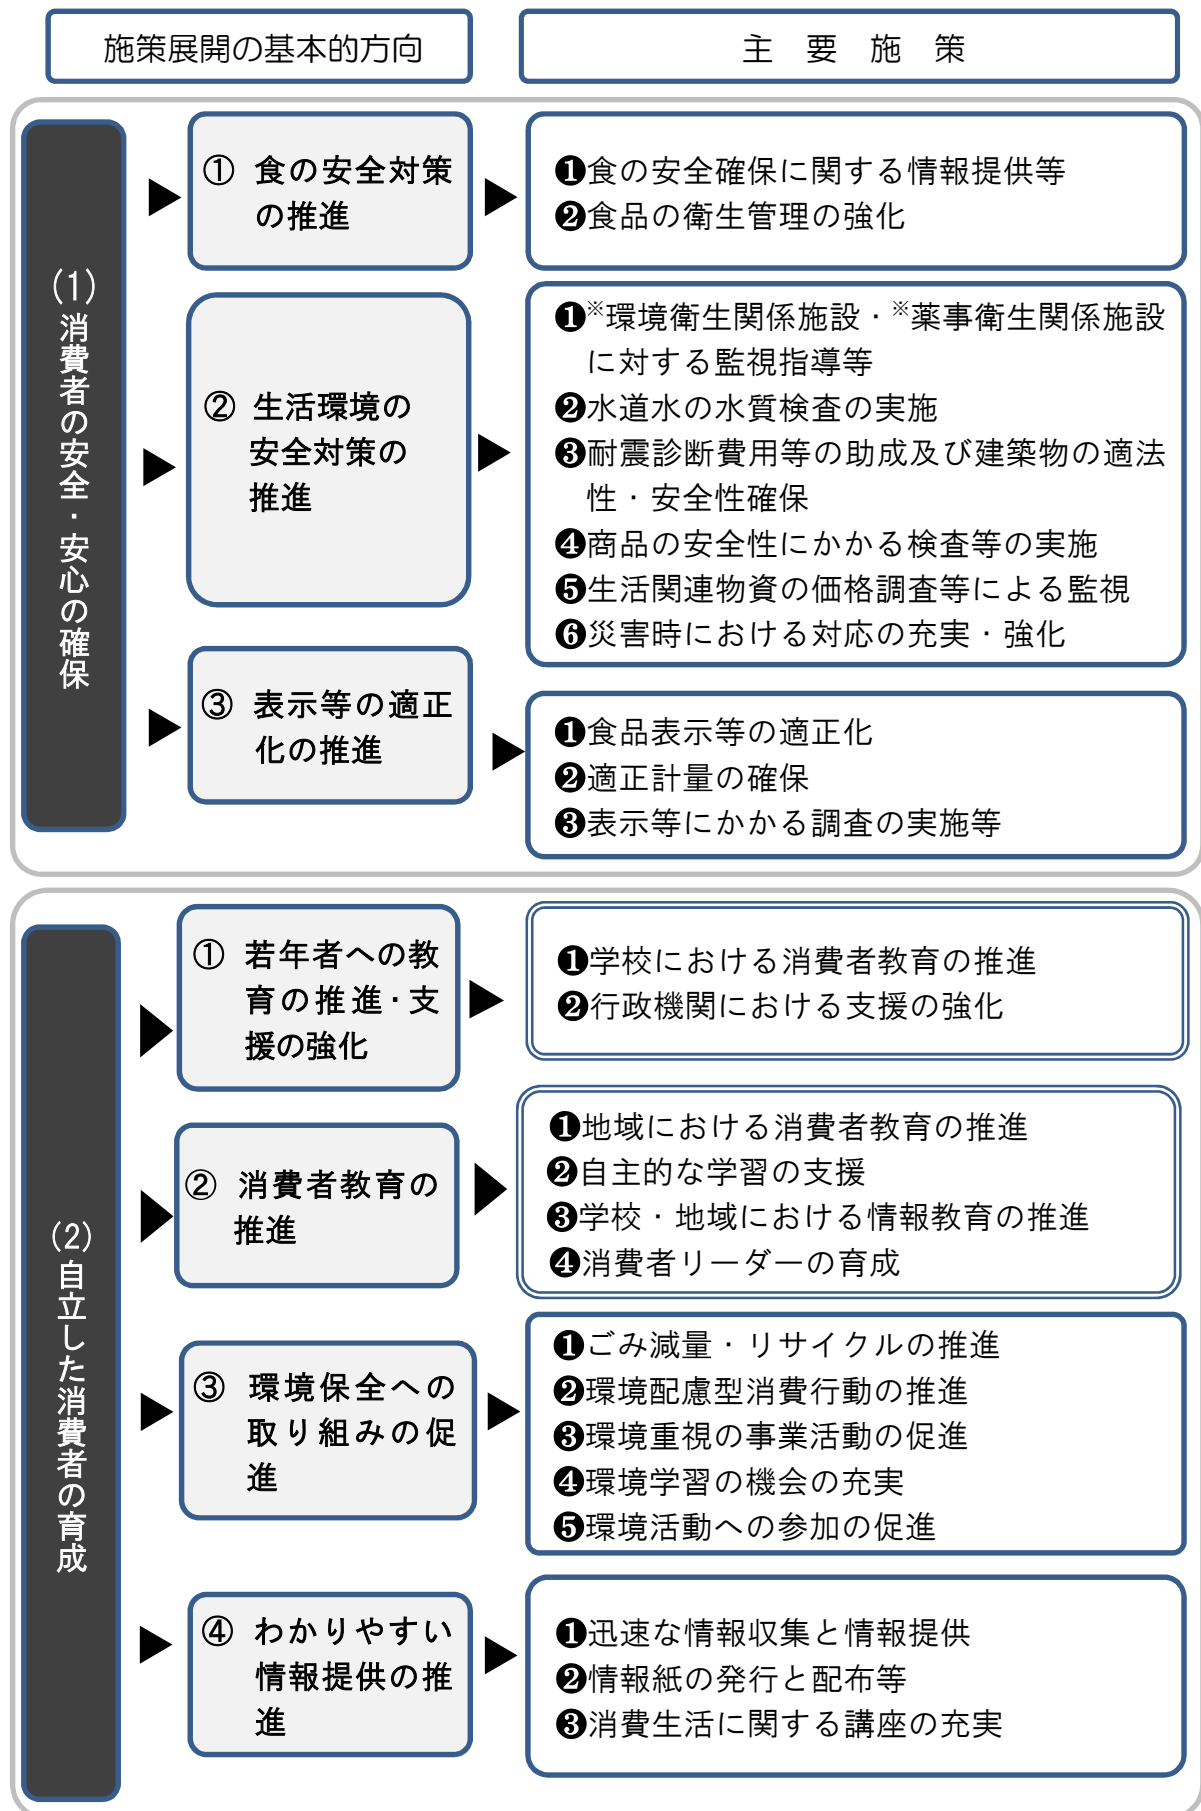 施策展開の基本的方向
主 要 施 策
(1)消費者の安全・安心の確保
① 食の安全対策
の推進
❶食の安全確保に関する情報提供等
❷食品の衛生管理の強化
② 生活環境の
安全対策の
推進
❶※環境衛生関係施設・※薬事衛生関係施設
に対する監視指導等
❷水道水の水質検査の実施
❸耐震診断費用等の助成及び建築物の適法
性・安全性確保
❹商品の安全性にかかる検査等の実施
❺生活関連物資の価格調査等による監視
❻災害時における対応の充実・強化
③ 表示等の適正
化の推進
❶食品表示等の適正化
❷適正計量の確保
❸表示等にかかる調査の実施等
(2)自立した消費者の育成
① 若年者への教
育の推進・支
援の強化
❶学校における消費者教育の推進
❷行政機関における支援の強化
② 消費者教育の
推進
❶地域における消費者教育の推進
❷自主的な学習の支援
❸学校・地域における情報教育の推進
❹消費者リーダーの育成
③ 環境保全への
取り組みの促
進
❶ごみ減量・リサイクルの推進
❷環境配慮型消費行動の推進
❸環境重視の事業活動の促進
❹環境学習の機会の充実
❺環境活動への参加の促進
④ わかりやすい
情報提供の推
進
❶迅速な情報収集と情報提供
❷情報紙の発行と配布等
❸消費生活に関する講座の充実